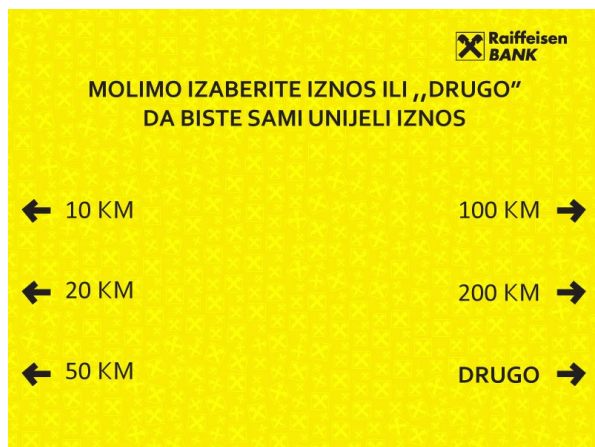 Raiffeisen
BANK
MOLIMO IZABERITE IZNOS ILI ,,DRUGO”
DA BISTE SAMI UNIJELI IZNOS
10 KM
100 KM
20 KM
200 KM
50 KM
DRUGO